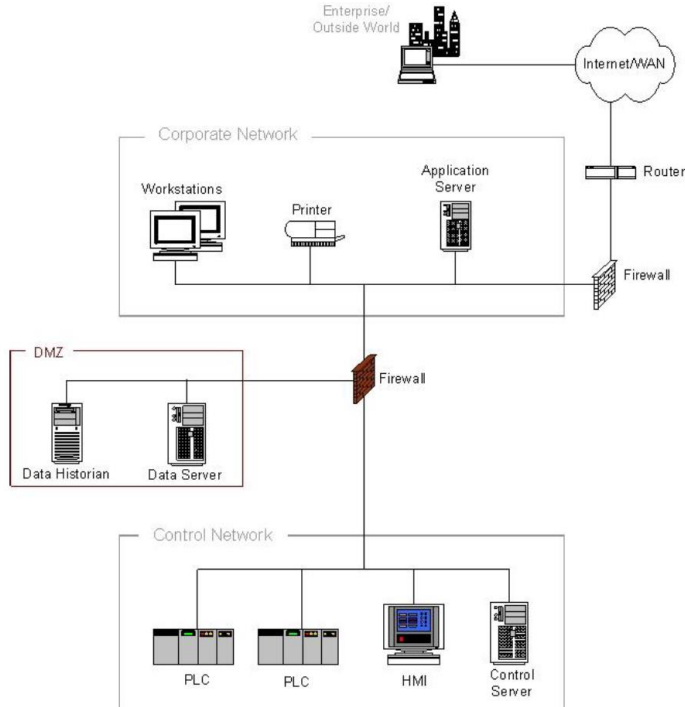 Enterprise/
Outside World
Internet/WAN
Corporate Network
Router
Workstations
Printer
Application
Server
Firewall
DMZ
Firewall
Data Historian
Data Server
Control Network
PLC
PLC
HMI
Control
Server